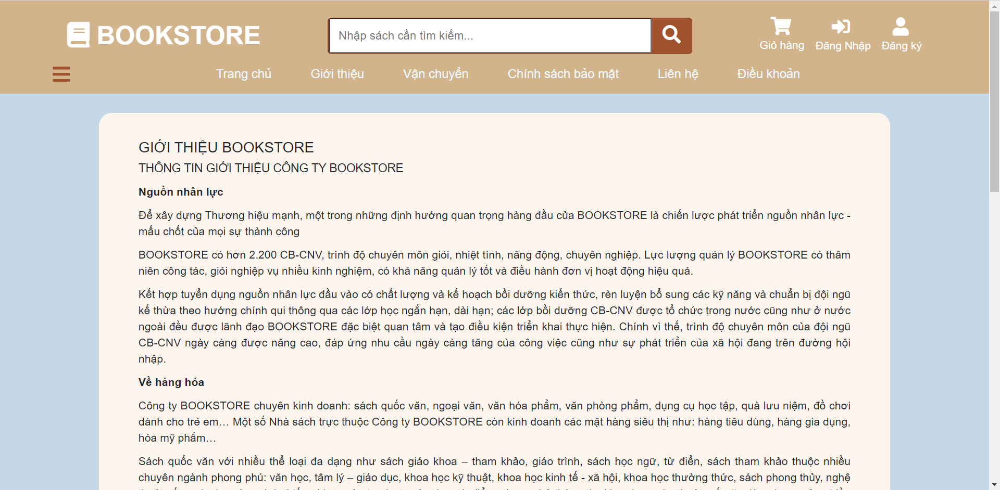 BOOKSTORE
Nhập sách cần tìm kiếm...
Giỏ hàng
Đăng Nhập
Đăng ký
Trang chủ
Giới thiệu
Vận chuyển
Chính sách bảo mật
Liên hệ
Điều khoản
GIỚI THIỆU BOOKSTORE
THÔNG TIN GIỚI THIỆU CÔNG TY BOOKSTORE
Nguồn nhân lực
Để xây dựng Thương hiệu mạnh, một trong những định hướng quan trọng hàng đầu của BOOKSTORE là chiến lược phát triển nguồn nhân lực -
mấu chốt của mọi sự thành công
BOOKSTORE có hơn 2.200 CB-CNV, trình độ chuyên môn giỏi, nhiệt tình, năng động, chuyên nghiệp. Lực lượng quản lý BOOKSTORE có thâm
niên công tác, giỏi nghiệp vụ nhiều kinh nghiệm, có khả năng quản lý tốt và điều hành đơn vị hoạt động hiệu quả.
Kết hợp tuyển dụng nguồn nhân lực đầu vào có chất lượng và kế hoạch bồi dưỡng kiến thức, rèn luyện bổ sung các kỹ năng và chuẩn bị đội ngũ
kế thừa theo hướng chính qui thông qua các lớp học ngắn hạn, dài hạn; các lớp bồi dưỡng CB-CNV được tổ chức trong nước cũng như ở nước
ngoài đều được lãnh đạo BOOKSTORE đặc biệt quan tâm và tạo điều kiện triển khai thực hiện. Chính vì thế, trình độ chuyên môn của đội ngũ
CB-CNV ngày càng được nâng cao, đáp ứng nhu cầu ngày càng tăng của công việc cũng như sự phát triển của xã hội đang trên đường hội
nhập.
Về hàng hóa
Công ty BOOKSTORE chuyên kinh doanh: sách quốc văn, ngoại văn, văn hóa phẩm, văn phòng phẩm, dụng cụ học tập, quà lưu niệm, đồ chơi
dành cho trẻ em… Một số Nhà sách trực thuộc Công ty BOOKSTORE còn kinh doanh các mặt hàng siêu thị như: hàng tiêu dùng, hàng gia dụng,
hóa mỹ phẩm…
Sách quốc văn với nhiều thể loại đa dạng như sách giáo khoa – tham khảo, giáo trình, sách học ngữ, từ điển, sách tham khảo thuộc nhiều
chuyên ngành phong phú: văn học, tâm lý – giáo dục, khoa học kỹ thuật, khoa học kinh tế - xã hội, khoa học thường thức, sách phong thủy, nghệ